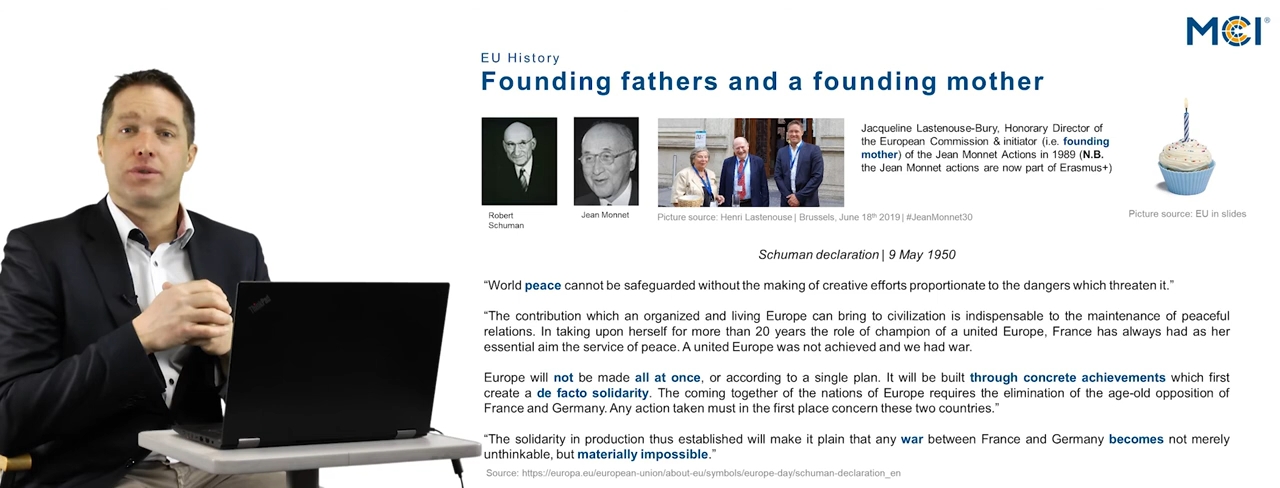 MCI®
EU History
Founding fathers and a founding mother
Jacqueline Lastenouse-Bury, Honorary Director of
the European Commission & initiator (i.e. founding
mother) of the Jean Monnet Actions in 1989 (N.B.
the Jean Monnet actions are now part of Erasmus+)
Robert
Schuman
Jean Monnet
Picture source: Henri Lastenouse | Brussels, June 18th 2019 | #JeanMonnet30
Picture source: EU in slides
Schuman declaration | 9 May 1950
“World peace cannot be safeguarded without the making of creative efforts proportionate to the dangers which threaten it.”
“The contribution which an organized and living Europe can bring to civilization is indispensable to the maintenance of peaceful
relations. In taking upon herself for more than 20 years the role of champion of a united Europe, France has always had as her
essential aim the service of peace. A united Europe was not achieved and we had war.
Europe will not be made all at once, or according to a single plan. It will be built through concrete achievements which first
create a de facto solidarity. The coming together of the nations of Europe requires the elimination of the age-old opposition of
France and Germany. Any action taken must in the first place concern these two countries.”
“The solidarity in production thus established will make it plain that any war between France and Germany becomes not merely
unthinkable, but materially impossible.”
Source: https://europa.eu/european-union/about-eu/symbols/europe-day/schuman-declaration_en
ThinkPad